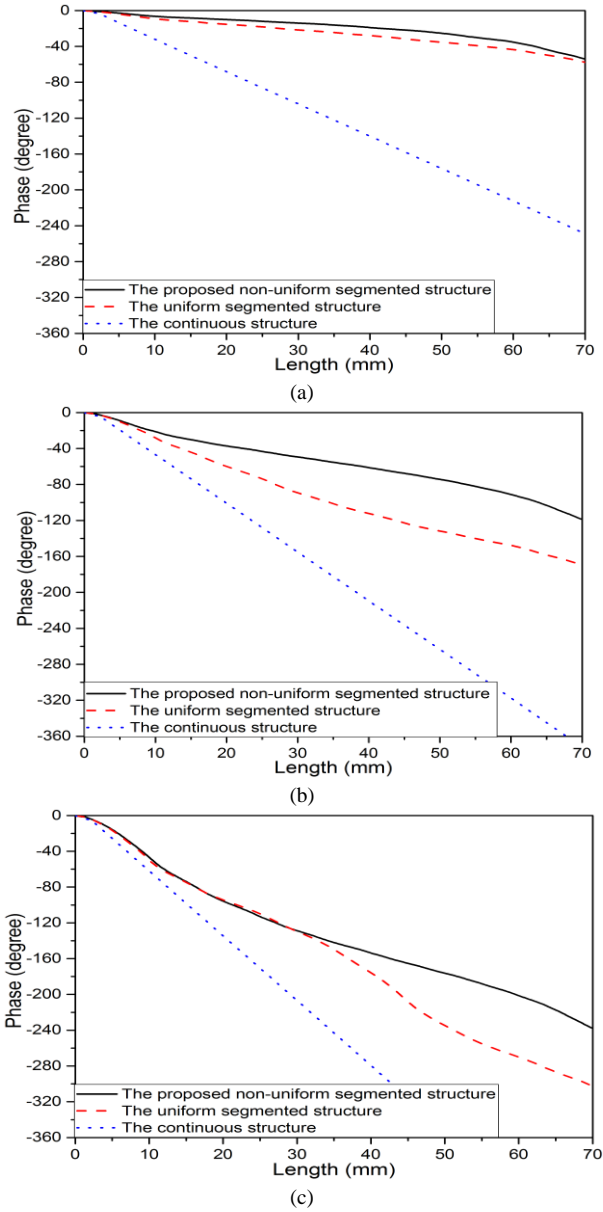 0
-40
-80
-120
-160
-200
-240
-280
-320
-360
Phase (degree)
The proposed non-uniform segmented structure
The uniform segmented structure
The continuous structure
0 10 20 30 40 50 60 70
Length (mm)
(a)
0
-40
-80
-120
-160
-200
-240
-280
-320
-360
Phase (degree)
The proposed non-uniform segmented structure
The uniform segmented structure
The continuous structure
0 10 20 30 40 50 60 70
Length (mm)
(b)
0
-40
-80
-120
-160
-200
-240
-280
-320
-360
Phase (degree)
The proposed non-uniform segmented structure
The uniform segmented structure
The continuous structure
0 10 20 30 40 50 60 70
Length (mm)
(c)